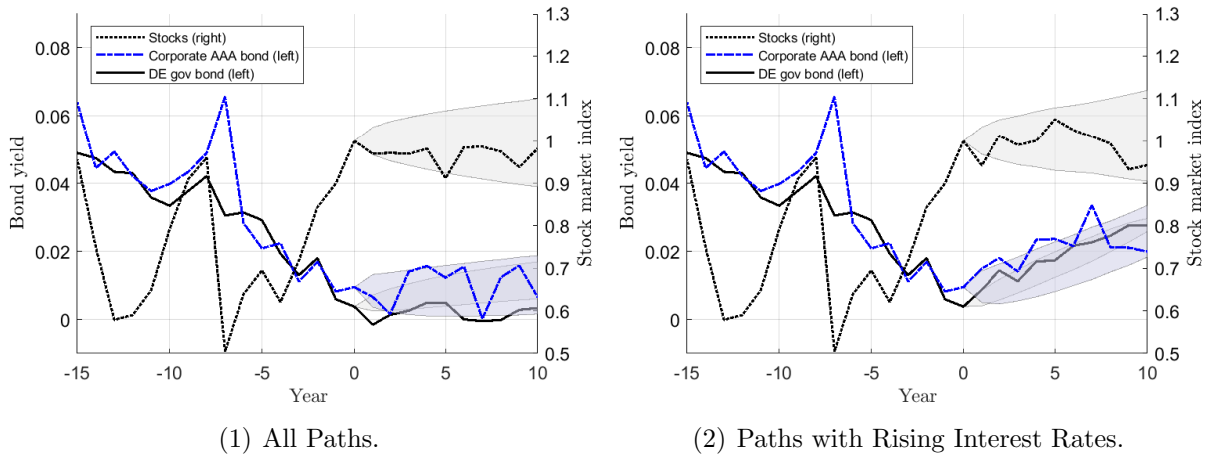 Stocks (right)
Corporate AAA bond (left)
DE gov bond (left)
0.08
0.06
0.04
0.02
0
Bond yield
1.3
1.2
1.1
1
0.9
0.8
0.7
0.6
0.5
Stock market index
-15 -10 -5 0 5 10
Year
(1) All Paths.
Stocks (right)
Corporate AAA bond (left)
DE gov bond (left)
0.08
0.06
0.04
0.02
0
Bond yield
1.3
1.2
1.1
1
0.9
0.8
0.7
0.6
0.5
Stock market index
-15 -10 -5 0 5 10
Year
(2) Paths with Rising Interest Rates.